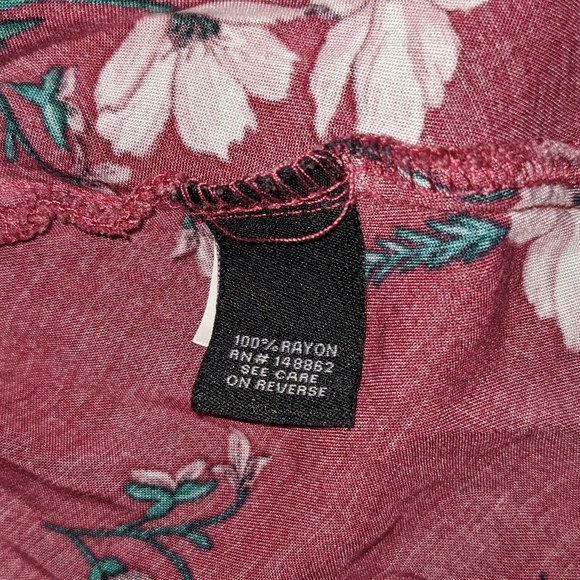 100% RAYON
RN# 148862
SEE CARE
ON REVERSE